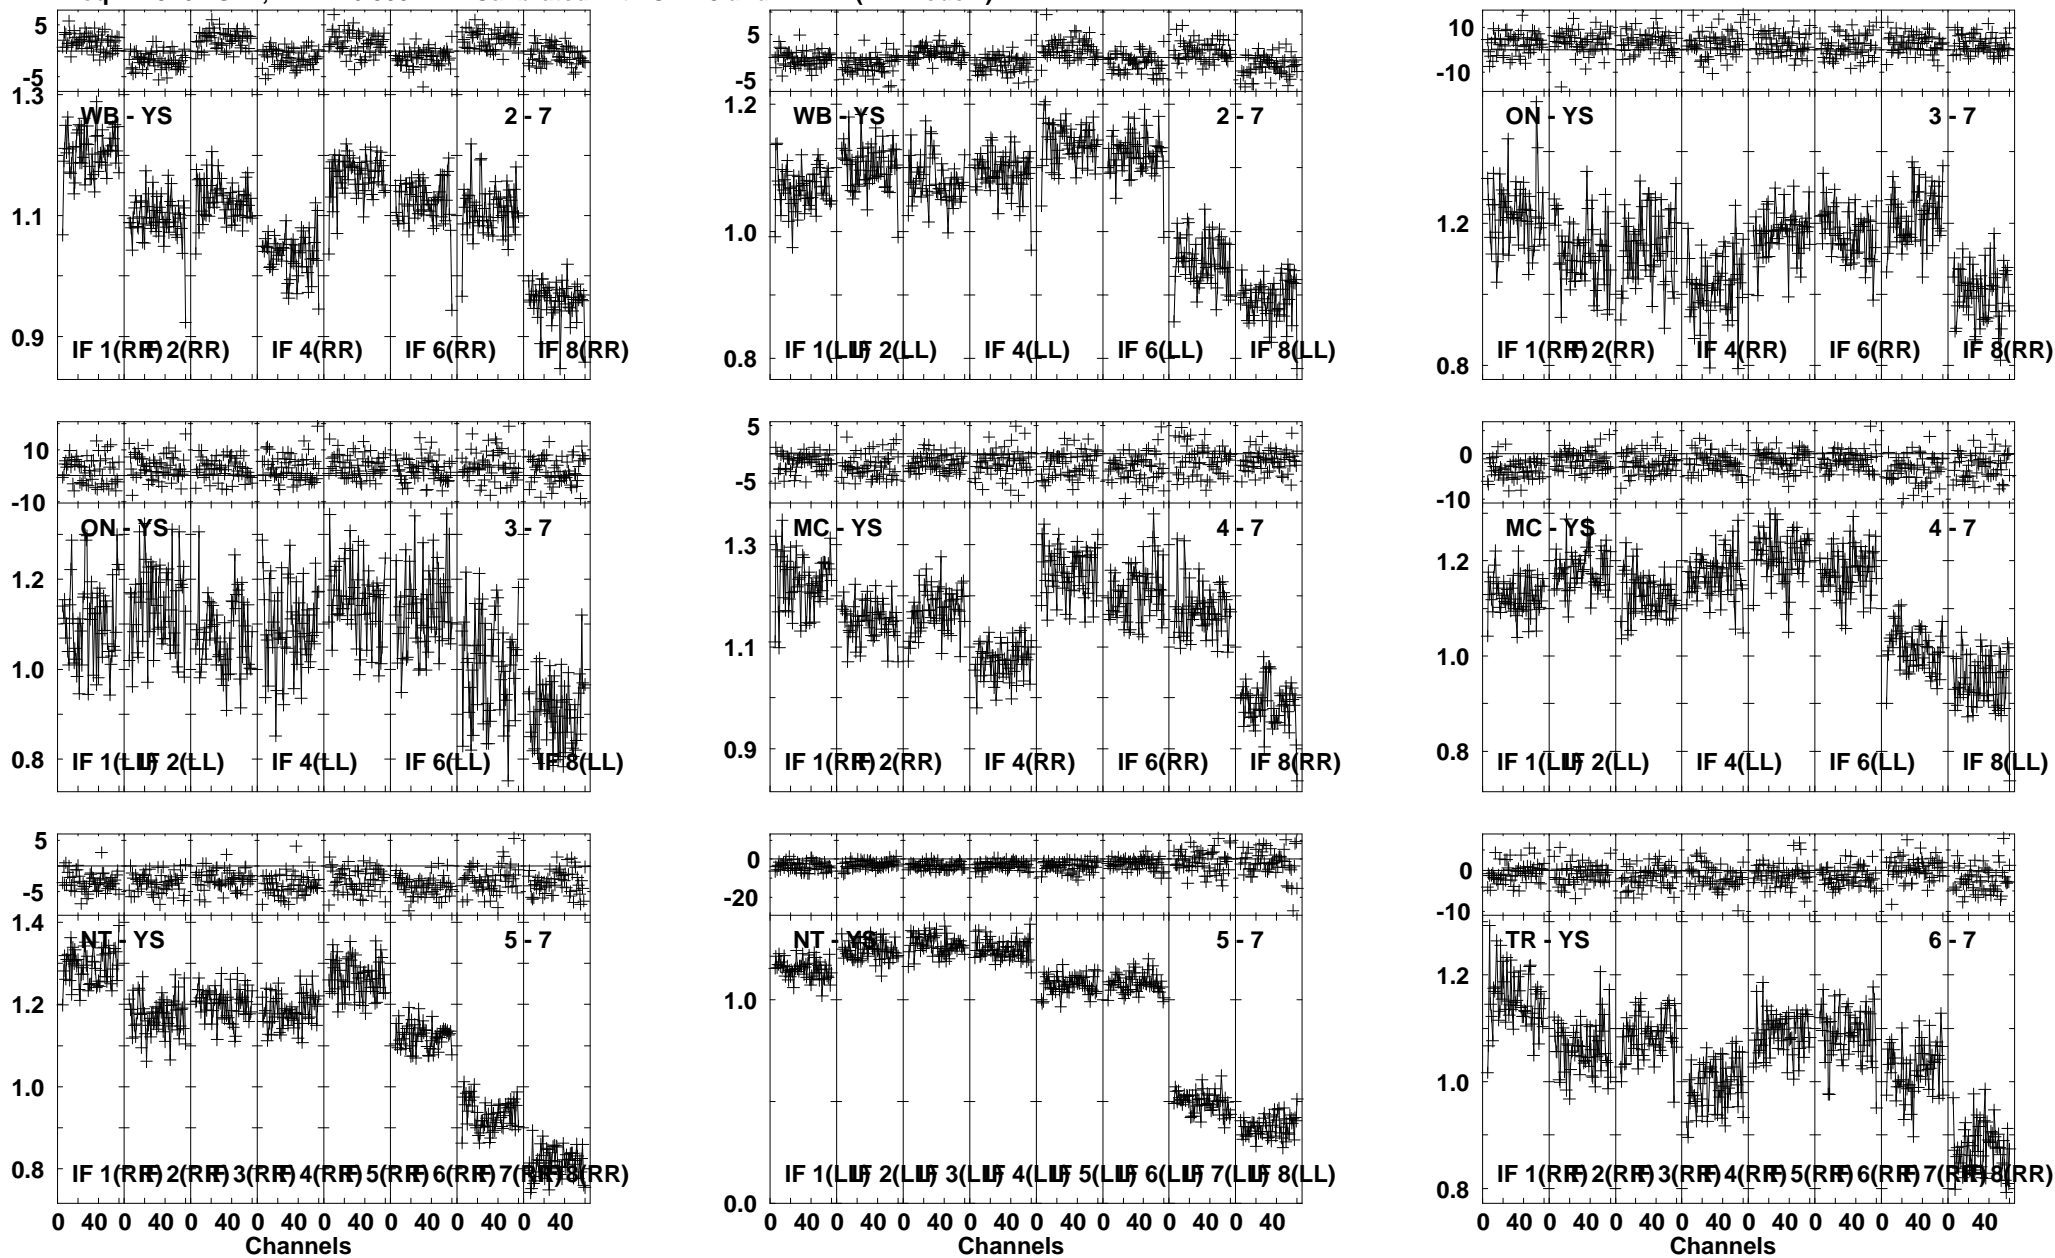 5
-5
1.3
1.1
0.9
WB - YS
2 - 7
IF 1(RR)
IF 2(RR)
IF 4(RR)
IF 6(RR)
IF 8(RR)
5
-5
1.2
1.0
0.8
WB - YS
2 - 7
IF 1(LL)
IF 2(LL)
IF 4(LL)
IF 6(LL)
IF 8(LL)
10
-10
1.2
0.8
ON - YS
3 - 7
IF 1(RR)
IF 2(RR)
IF 4(RR)
IF 6(RR)
IF 8(RR)
10
-10
1.2
1.0
0.8
ON - YS
3 - 7
IF 1(LL)
IF 2(LL)
IF 4(LL)
IF 6(LL)
IF 8(LL)
5
-5
1.3
1.1
0.9
MC - YS
4 - 7
IF 1(RR)
IF 2(RR)
IF 4(RR)
IF 6(RR)
IF 8(RR)
0
-10
1.2
1.0
0.8
MC - YS
4 - 7
IF 1(LL)
IF 2(LL)
IF 4(LL)
IF 6(LL)
IF 8(LL)
5
-5
1.4
1.2
1.0
0.8
NT - YS
5 - 7
IF 1(RR)
IF 2(RR)
IF 3(RR)
IF 4(RR)
IF 5(RR)
IF 6(RR)
IF 7(RR)
IF 8(RR)
0 40 0 40 0 40 0 40 0 40 0 40 0 40 0 40
Channels
0
-20
1.0
0.0
NT - YS
5 - 7
IF 1(LL)
IF 2(LL)
IF 3(LL)
IF 4(LL)
IF 5(LL)
IF 6(LL)
IF 7(LL)
IF 8(LL)
0 40 0 40 0 40 0 40 0 40 0 40 0 40 0 40
Channels
0
-10
1.2
1.0
0.8
TR - YS
6 - 7
IF 1(RR)
IF 2(RR)
IF 3(RR)
IF 4(RR)
IF 5(RR)
IF 6(RR)
IF 7(RR)
IF 8(RR)
0 40 0 40 0 40 0 40 0 40 0 40 0 40 0 40
Channels